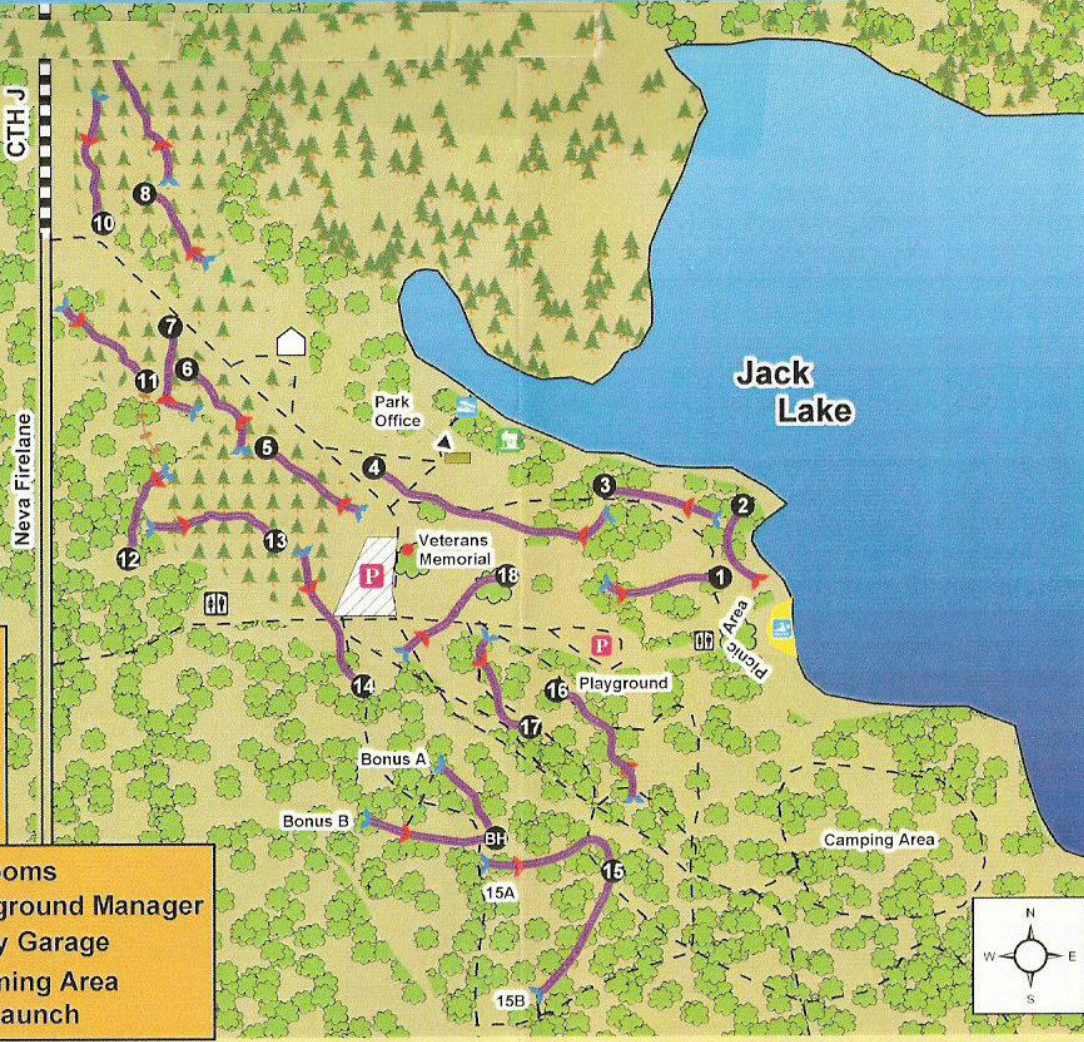 CTH J
8
10
7
6
11
Jack
Lake
Park
Office
5
4
3
2
Neva Firelane
13
12
P
Veterans
Memorial
18
1
Picnic Area
P
Playground
14
16
17
Bonus A
Bonus B
BH
15A
15
15B
Camping Area
ooms
ground Manager
y Garage
ming Area
aunch
N
W
E
S